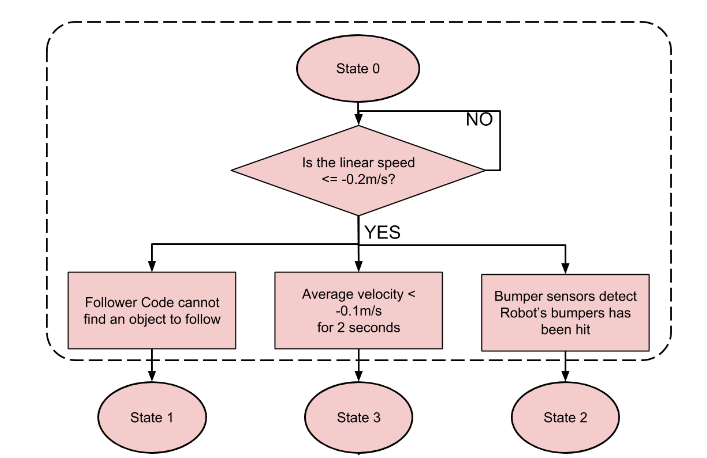 State 0
NO
Is the linear speed
<= -0.2m/s?
YES
Follower Code cannot
find an object to follow
Average velocity <
-0.1m/s
for 2 seconds
Bumper sensors detect
Robot's bumpers has
been hit
State 1
State 3
State 2